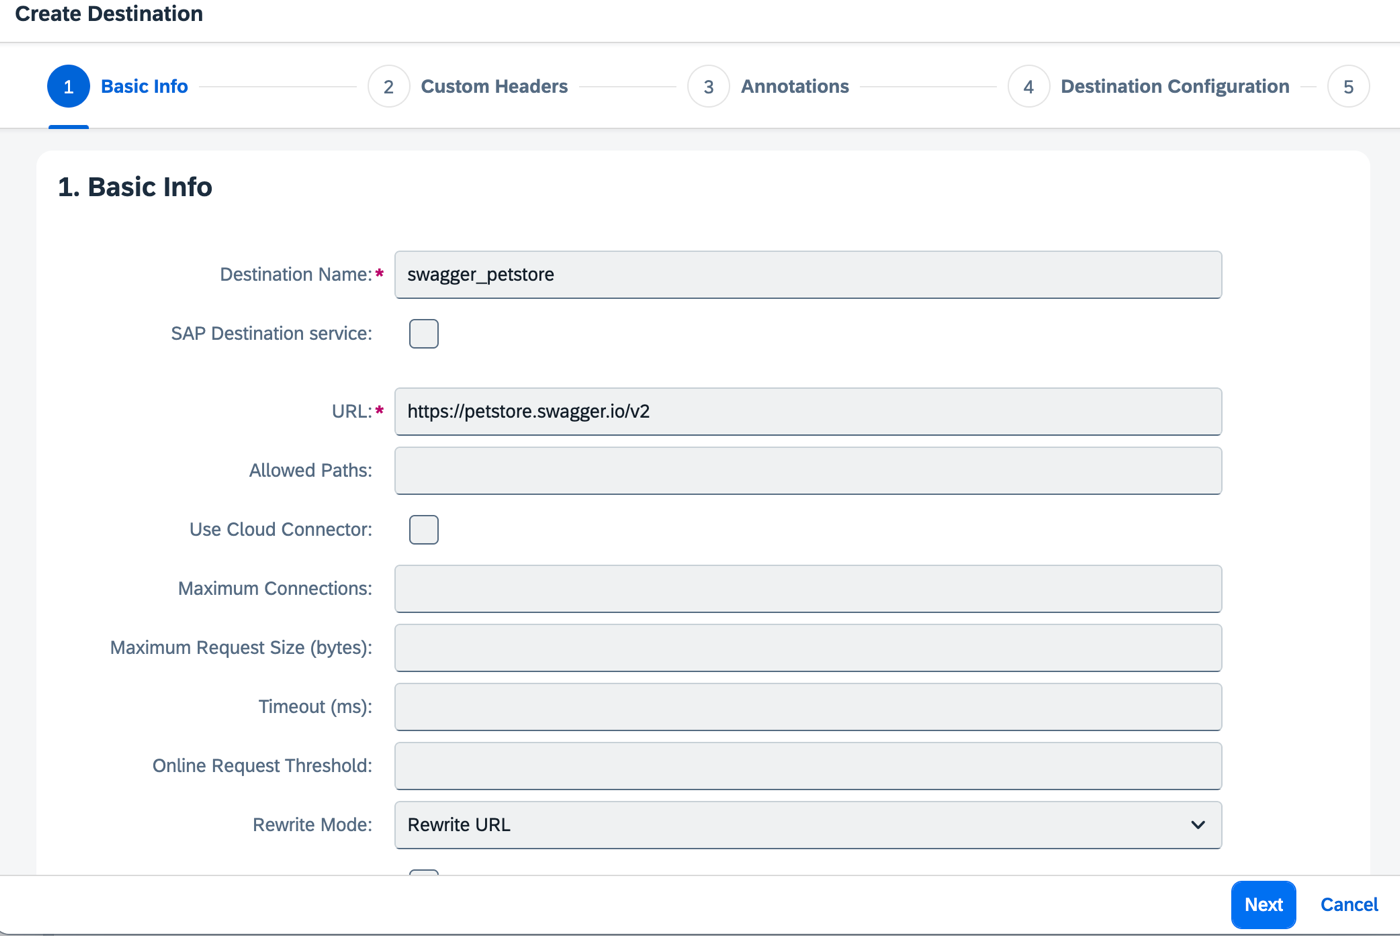 Create Destination
1 Basic Info 2 Custom Headers 3 Annotations 4 Destination Configuration 5
1. Basic Info
Destination Name:* swagger_petstore
SAP Destination service:
URL:* https://petstore.swagger.io/v2
Allowed Paths:
Use Cloud Connector:
Maximum Connections:
Maximum Request Size (bytes):
Timeout (ms):
Online Request Threshold:
Rewrite Mode: Rewrite URL
Next Cancel